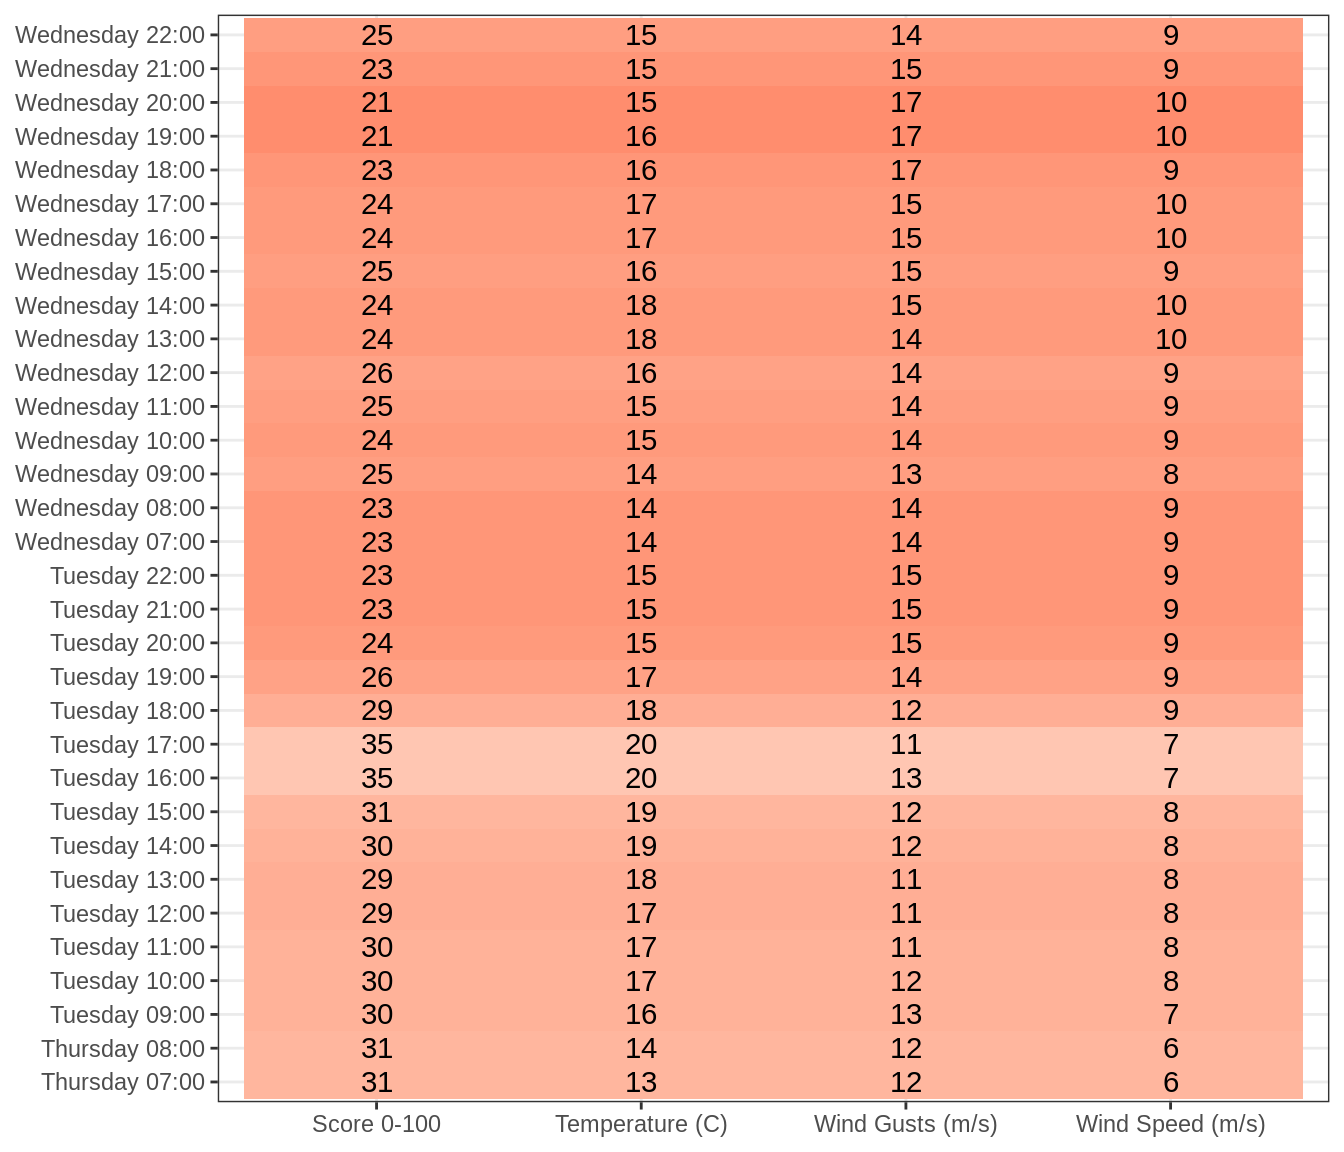 Wednesday 22:00 25 15 14 9
Wednesday 21:00 23 15 15 9
Wednesday 20:00 21 15 17 10
Wednesday 19:00 21 16 17 10
Wednesday 18:00 23 16 17 9
Wednesday 17:00 24 17 15 10
Wednesday 16:00 24 17 15 10
Wednesday 15:00 25 16 15 9
Wednesday 14:00 24 18 15 10
Wednesday 13:00 24 18 14 10
Wednesday 12:00 26 16 14 9
Wednesday 11:00 25 15 14 9
Wednesday 10:00 24 15 14 9
Wednesday 09:00 25 14 13 8
Wednesday 08:00 23 14 14 9
Wednesday 07:00 23 14 14 9
Tuesday 22:00 23 15 15 9
Tuesday 21:00 23 15 15 9
Tuesday 20:00 24 15 15 9
Tuesday 19:00 26 17 14 9
Tuesday 18:00 29 18 12 9
Tuesday 17:00 35 20 11 7
Tuesday 16:00 35 20 13 7
Tuesday 15:00 31 19 12 8
Tuesday 14:00 30 19 12 8
Tuesday 13:00 29 18 11 8
Tuesday 12:00 29 17 11 8
Tuesday 11:00 30 17 11 8
Tuesday 10:00 30 17 12 8
Tuesday 09:00 30 16 13 7
Thursday 08:00 31 14 12 6
Thursday 07:00 31 13 12 6
Score 0-100 Temperature (C) Wind Gusts (m/s) Wind Speed (m/s)